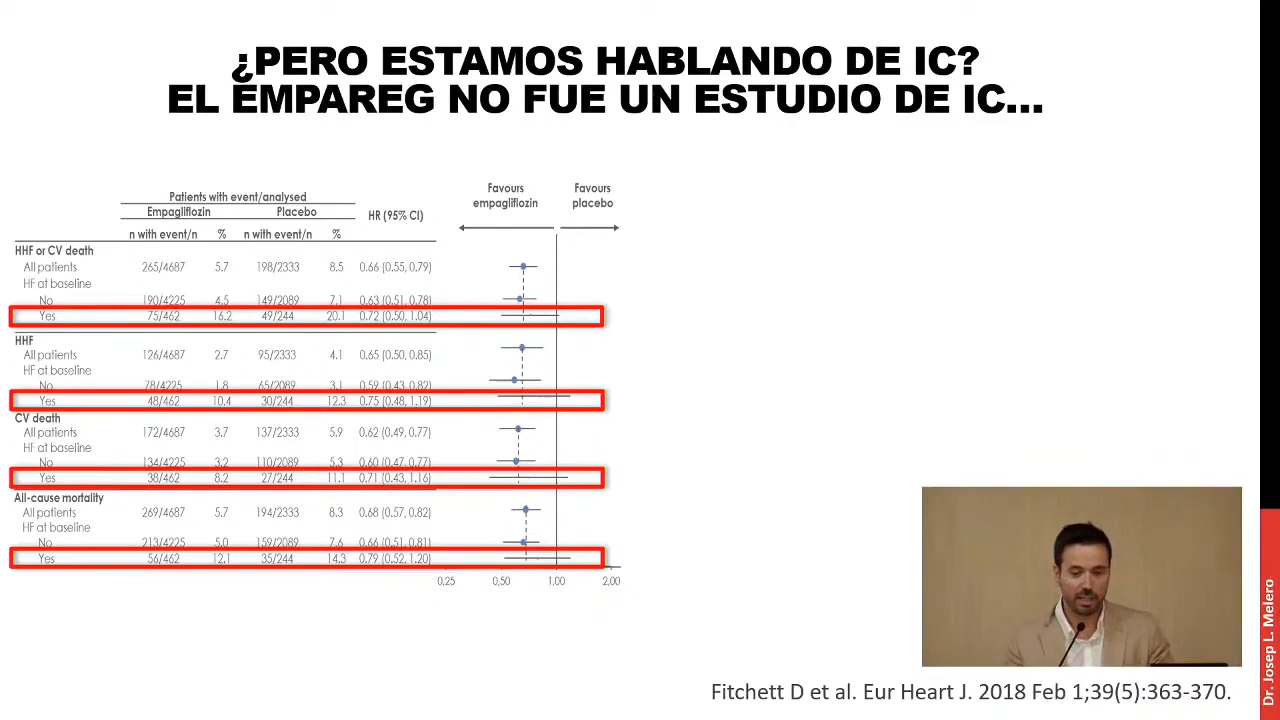 ¿PERO ESTAMOS HABLANDO DE IC?
EL EMPAREG NO FUE UN ESTUDIO DE IC...
Patients with event/analysed
Empagliflozin Placebo HR (95% CI)
n with event/n % n with event/n %
Favours empagliflozin
Favours placebo
HHF or CV death
All patients 265/4687 5.7 198/2333 8.5 0.66 (0.55, 0.79)
HF at baseline
No 190/4225 4.5 149/2089 7.1 0.63 (0.51, 0.78)
Yes 75/462 16.2 49/244 20.1 0.72 (0.50, 1.04)
HHF
All patients 126/4687 2.7 95/2333 4.1 0.65 (0.50, 0.85)
HF at baseline
No 78/4225 1.8 65/2089 3.1 0.59 (0.43, 0.82)
Yes 48/462 10.4 30/244 12.3 0.75 (0.48, 1.19)
CV death
All patients 172/4687 3.7 137/2333 5.9 0.62 (0.49, 0.77)
HF at baseline
No 134/4225 3.2 110/2089 5.3 0.60 (0.47, 0.77)
Yes 38/462 8.2 27/244 11.1 0.71 (0.43, 1.16)
All-cause mortality
All patients 269/4687 5.7 194/2333 8.3 0.68 (0.57, 0.82)
HF at baseline
No 213/4225 5.0 159/2089 7.6 0.66 (0.51, 0.81)
Yes 56/462 12.1 35/244 14.3 0.79 (0.52, 1.20)
0,25 0,50 1,00 2,00
Fitchett D et al. Eur Heart J. 2018 Feb 1;39(5):363-370.
Dr. Josep L. Melero